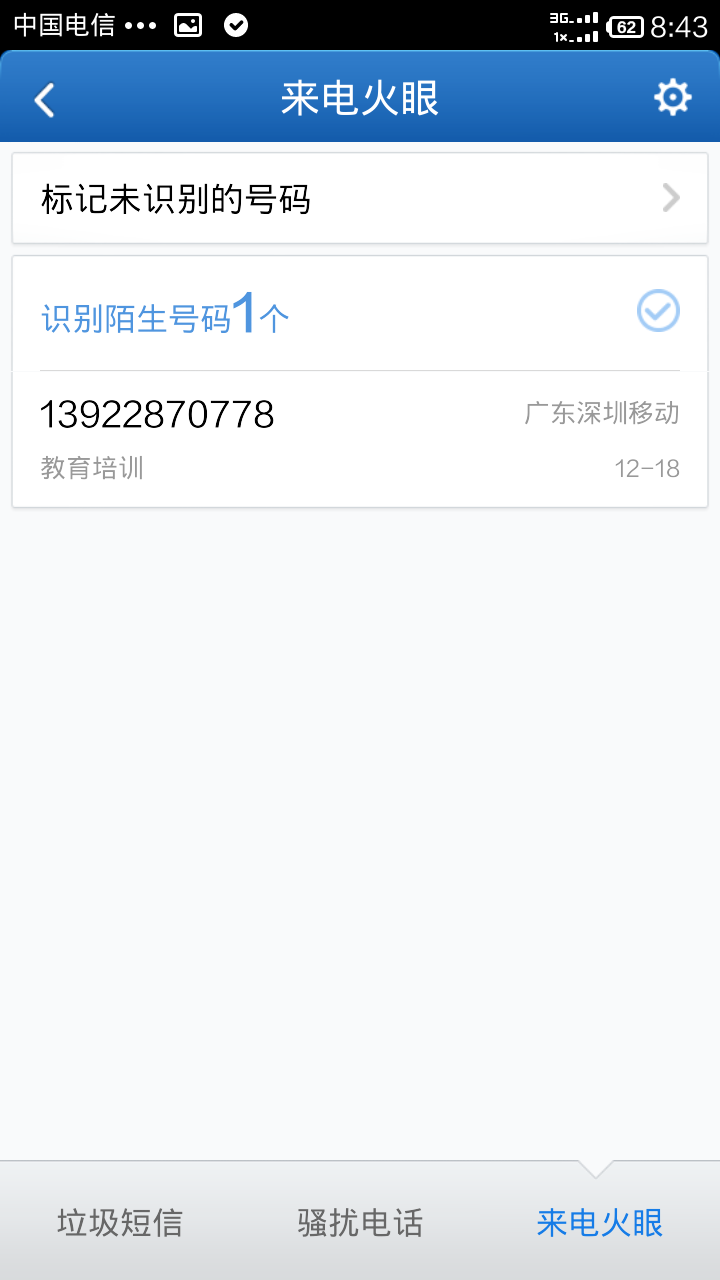 中国电信 ••• 3G 1x 62 8:43
来电火眼
标记未识别的号码
识别陌生号码1个
13922870778 广东深圳移动
教育培训 12-18
垃圾短信 骚扰电话 来电火眼